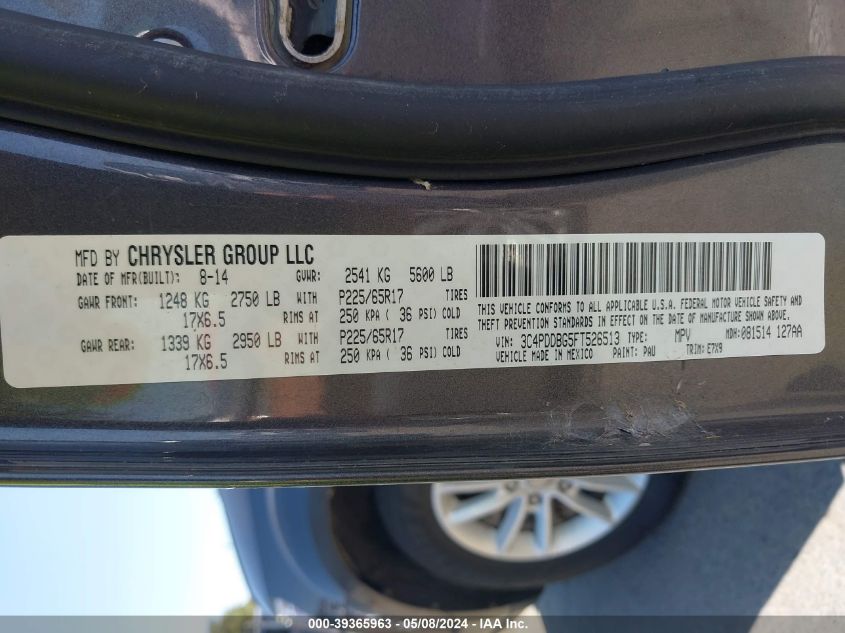 MFD BY CHRYSLER GROUP LLC
DATE OF MFR(BUILT): 8-14 GVWR: 2541 KG 5600 LB
GAWR FRONT: 1248 KG 2750 LB WITH P225/65R17 TIRES
17X6.5 RIMS AT 250 KPA ( 36 PSI) COLD
GAWR REAR: 1339 KG 2950 LB WITH P225/65R17 TIRES
17X6.5 RIMS AT 250 KPA ( 36 PSI) COLD
THIS VEHICLE CONFORMS TO ALL APPLICABLE U.S.A. FEDERAL MOTOR VEHICLE SAFETY AND
THEFT PREVENTION STANDARDS IN EFFECT ON THE DATE OF MANUFACTURE SHOWN ABOVE.
VIN: 3C4PDDBG5FT526513 TYPE: MPV MDH: 081514 127AA
VEHICLE MADE IN MEXICO PAINT: PAU TRIM: E7X9
000-39365963 - 05/08/2024 - IAA Inc.